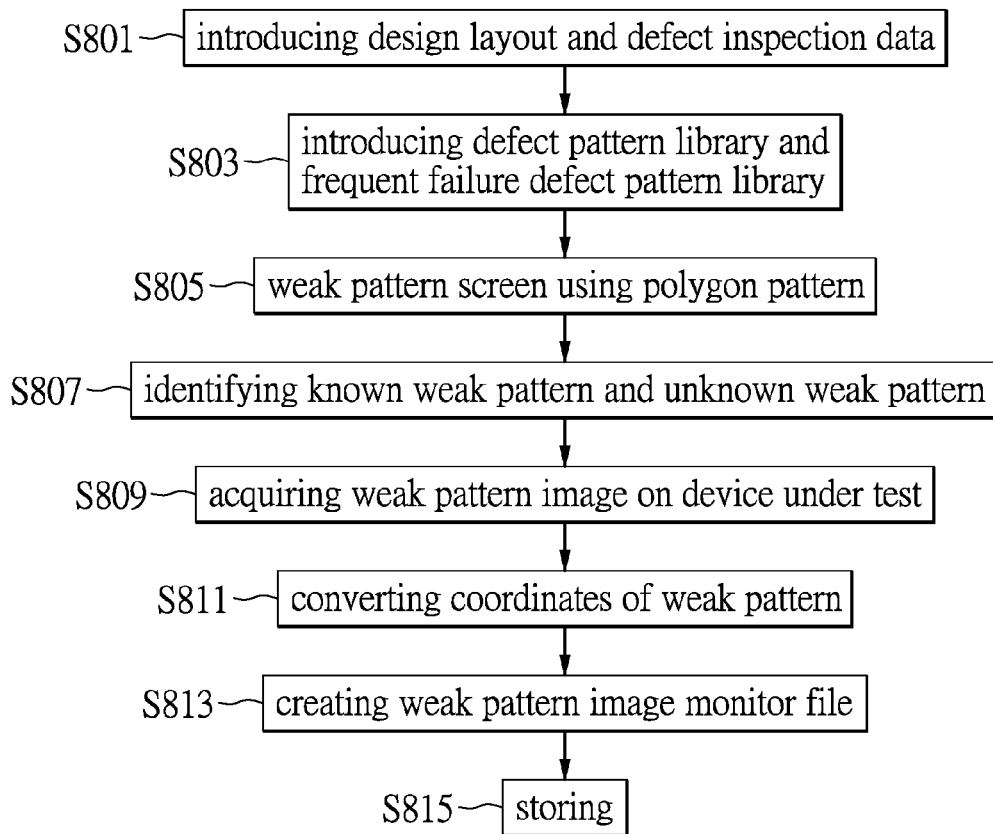 S801 introducing design layout and defect inspection data
S803 introducing defect pattern library and
frequent failure defect pattern library
S805 weak pattern screen using polygon pattern
S807 identifying known weak pattern and unknown weak pattern
S809 acquiring weak pattern image on device under test
S811 converting coordinates of weak pattern
S813 creating weak pattern image monitor file
S815 storing